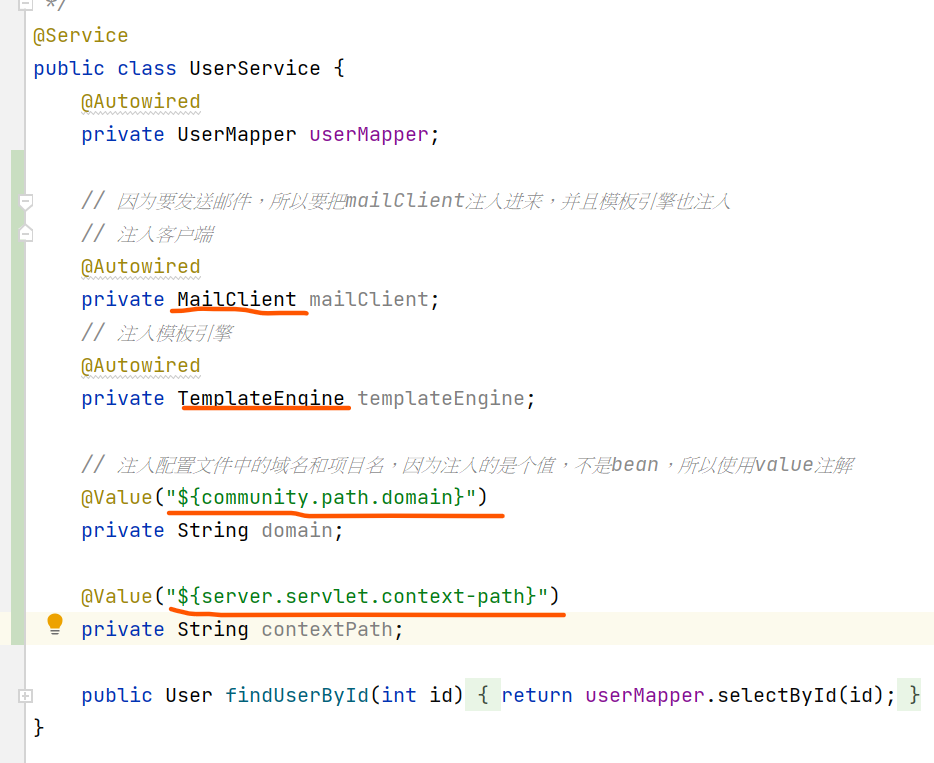 */
@Service
public class UserService {
@Autowired
private UserMapper userMapper;
// 因为要发送邮件，所以要把mailClient注入进来，并且模板引擎也注入
// 注入客户端
@Autowired
private MailClient mailClient;
// 注入模板引擎
@Autowired
private TemplateEngine templateEngine;
// 注入配置文件中的域名和项目名，因为注入的是个值，不是bean，所以使用value注解
@Value("${community.path.domain}")
private String domain;
@Value("${server.servlet.context-path}")
private String contextPath;
public User findUserById(int id) { return userMapper.selectById(id); }
}